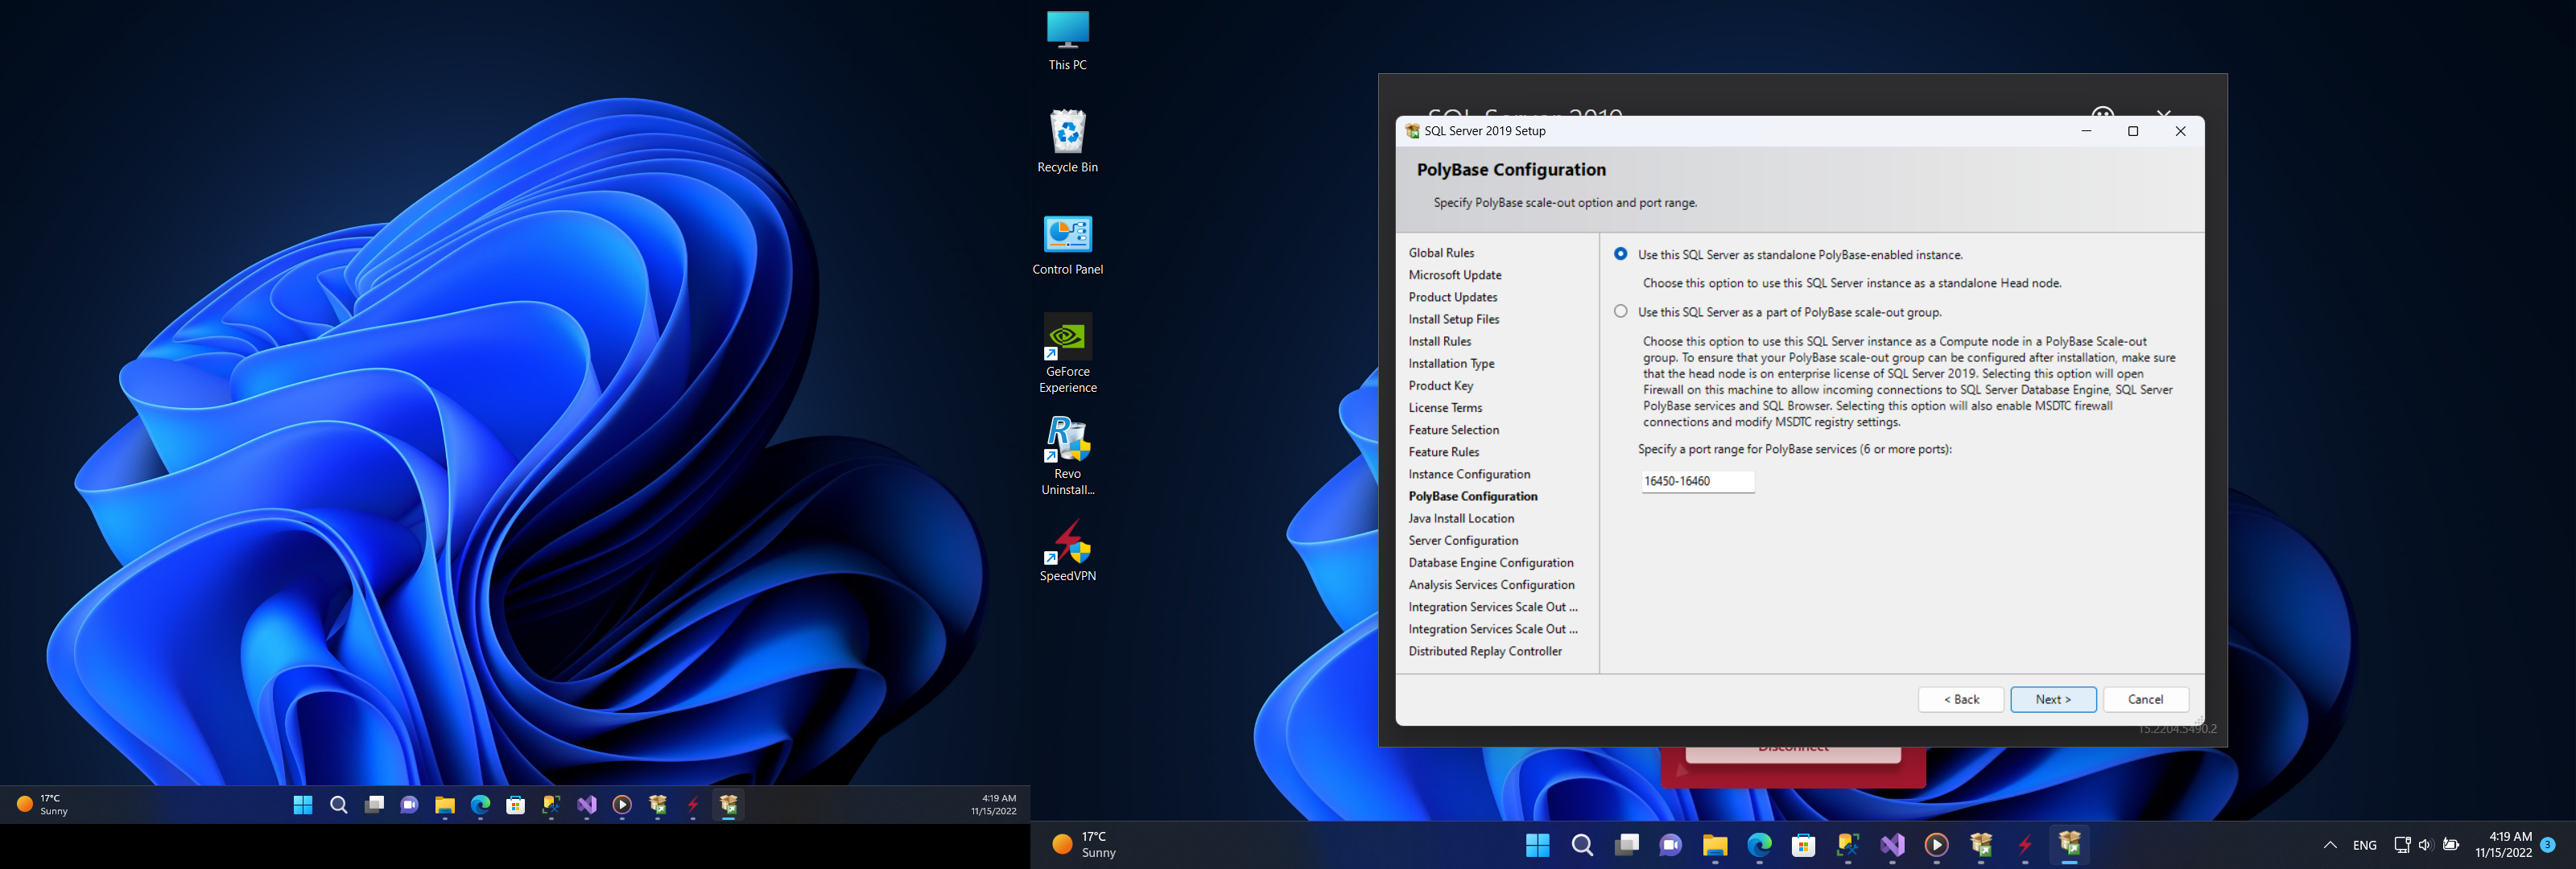 This PC
Recycle Bin
Control Panel
GeForce
Experience
Revo
Uninstall...
SpeedVPN
SQL Server 2019
SQL Server 2019 Setup
PolyBase Configuration
Specify PolyBase scale-out option and port range.
Global Rules
Microsoft Update
Product Updates
Install Setup Files
Install Rules
Installation Type
Product Key
License Terms
Feature Selection
Feature Rules
Instance Configuration
PolyBase Configuration
Java Install Location
Server Configuration
Database Engine Configuration
Analysis Services Configuration
Integration Services Scale Out ...
Integration Services Scale Out ...
Distributed Replay Controller
Use this SQL Server as standalone PolyBase-enabled instance.
Choose this option to use this SQL Server instance as a standalone Head node.
Use this SQL Server as a part of PolyBase scale-out group.
Choose this option to use this SQL Server instance as a Compute node in a PolyBase Scale-out
group. To ensure that your PolyBase scale-out group can be configured after installation, make sure
that the head node is on enterprise license of SQL Server 2019. Selecting this option will open
Firewall on this machine to allow incoming connections to SQL Server Database Engine, SQL Server
PolyBase services and SQL Browser. Selecting this option will also enable MSDTC firewall
connections and modify MSDTC registry settings.
Specify a port range for PolyBase services (6 or more ports):
16450-16460
< Back
Next >
Cancel
15.2204.5490.2
Disconnect
17°C
Sunny
4:19 AM
11/15/2022
17°C
Sunny
ENG
4:19 AM
11/15/2022
3